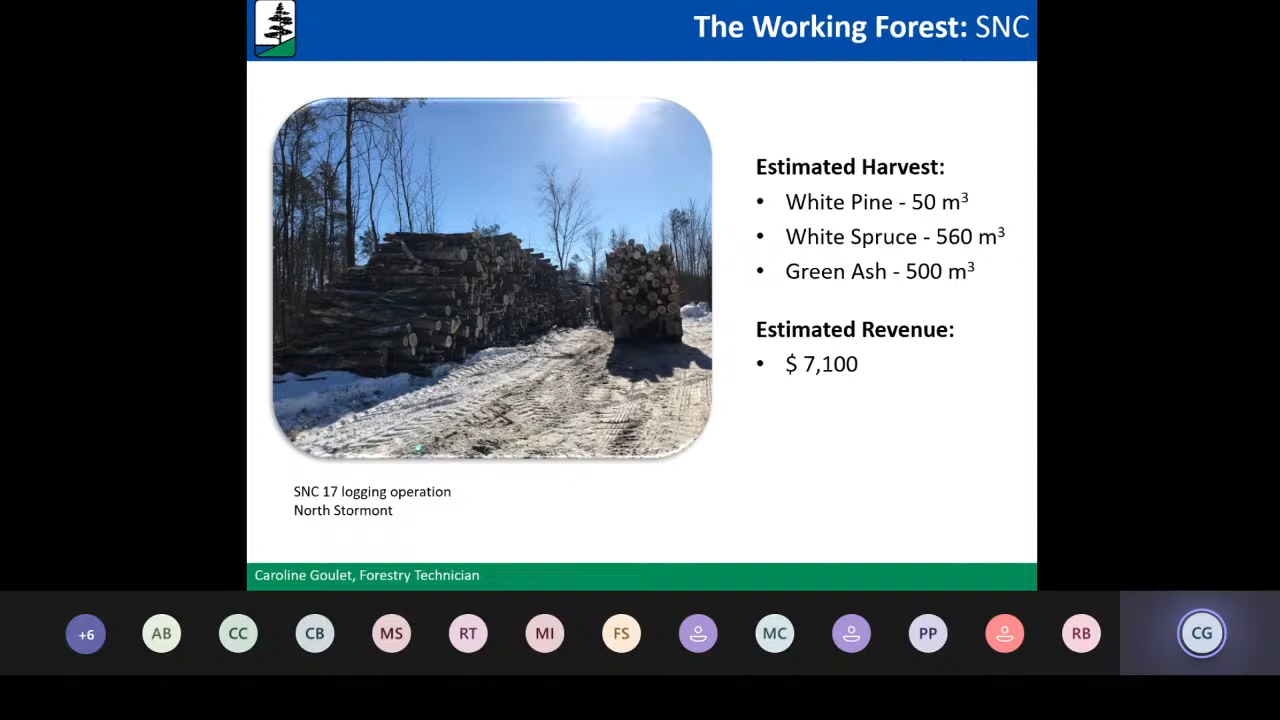 The Working Forest: SNC
Estimated Harvest:
• White Pine - 50 m³
• White Spruce - 560 m³
• Green Ash - 500 m³
Estimated Revenue:
• $ 7,100
SNC 17 logging operation
North Stormont
Caroline Goulet, Forestry Technician
+6 AB CC CB MS RT MI FS MC PP RB CG